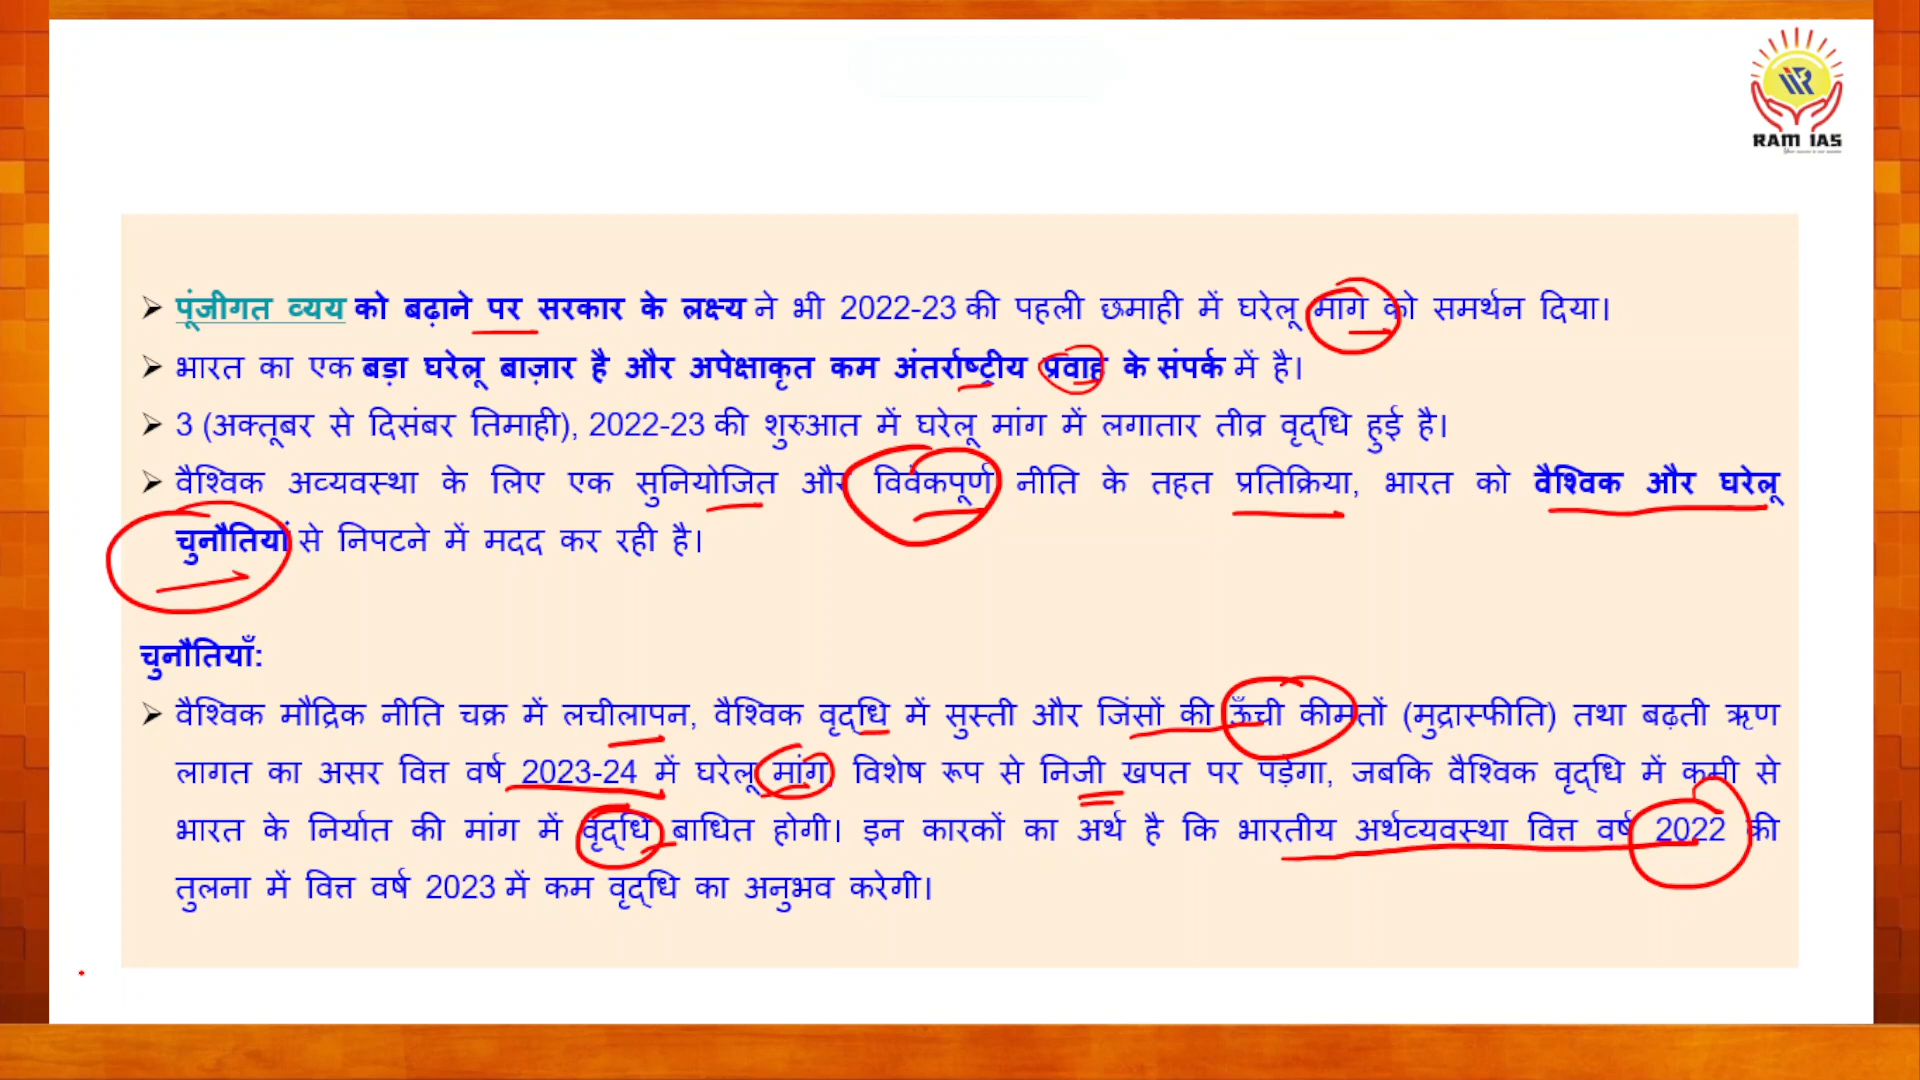 RAM IAS
➢ पूंजीगत व्यय को बढ़ाने पर सरकार के लक्ष्य ने भी 2022-23 की पहली छमाही में घरेलू मांग को समर्थन दिया।
➢ भारत का एक बड़ा घरेलू बाज़ार है और अपेक्षाकृत कम अंतर्राष्ट्रीय प्रवाह के संपर्क में है।
➢ 3 (अक्तूबर से दिसंबर तिमाही), 2022-23 की शुरुआत में घरेलू मांग में लगातार तीव्र वृद्धि हुई है।
➢ वैश्विक अव्यवस्था के लिए एक सुनियोजित और विवेकपूर्ण नीति के तहत प्रतिक्रिया, भारत को वैश्विक और घरेलू
चुनौतियों से निपटने में मदद कर रही है।
चुनौतियाँ:
➢ वैश्विक मौद्रिक नीति चक्र में लचीलापन, वैश्विक वृद्धि में सुस्ती और जिंसों की ऊँची कीमतों (मुद्रास्फीति) तथा बढ़ती ऋण
लागत का असर वित्त वर्ष 2023-24 में घरेलू मांग, विशेष रूप से निजी खपत पर पड़ेगा, जबकि वैश्विक वृद्धि में कमी से
भारत के निर्यात की मांग में वृद्धि बाधित होगी। इन कारकों का अर्थ है कि भारतीय अर्थव्यवस्था वित्त वर्ष 2022 की
तुलना में वित्त वर्ष 2023 में कम वृद्धि का अनुभव करेगी।